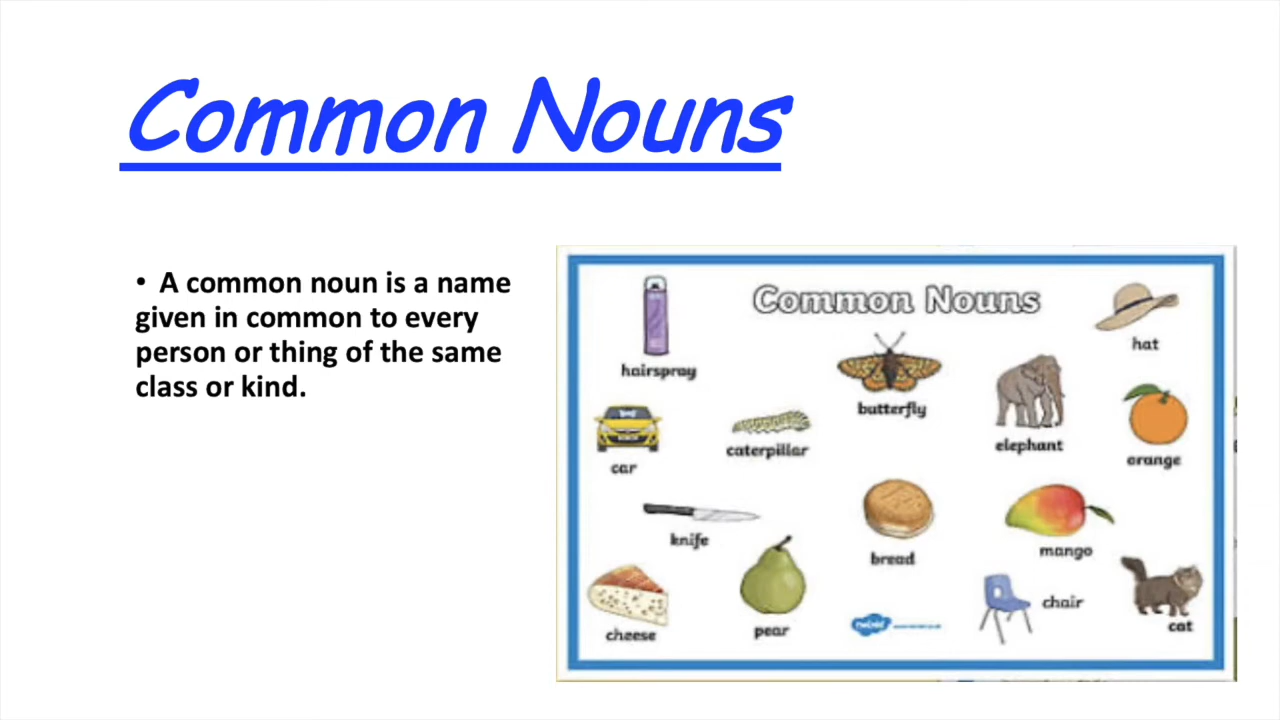 Common Nouns
• A common noun is a name
given in common to every
person or thing of the same
class or kind.
Common Nouns
hairspray
hat
butterfly
car
caterpillar
elephant
orange
knife
bread
mango
cheese
pear
chair
cat
twinkl